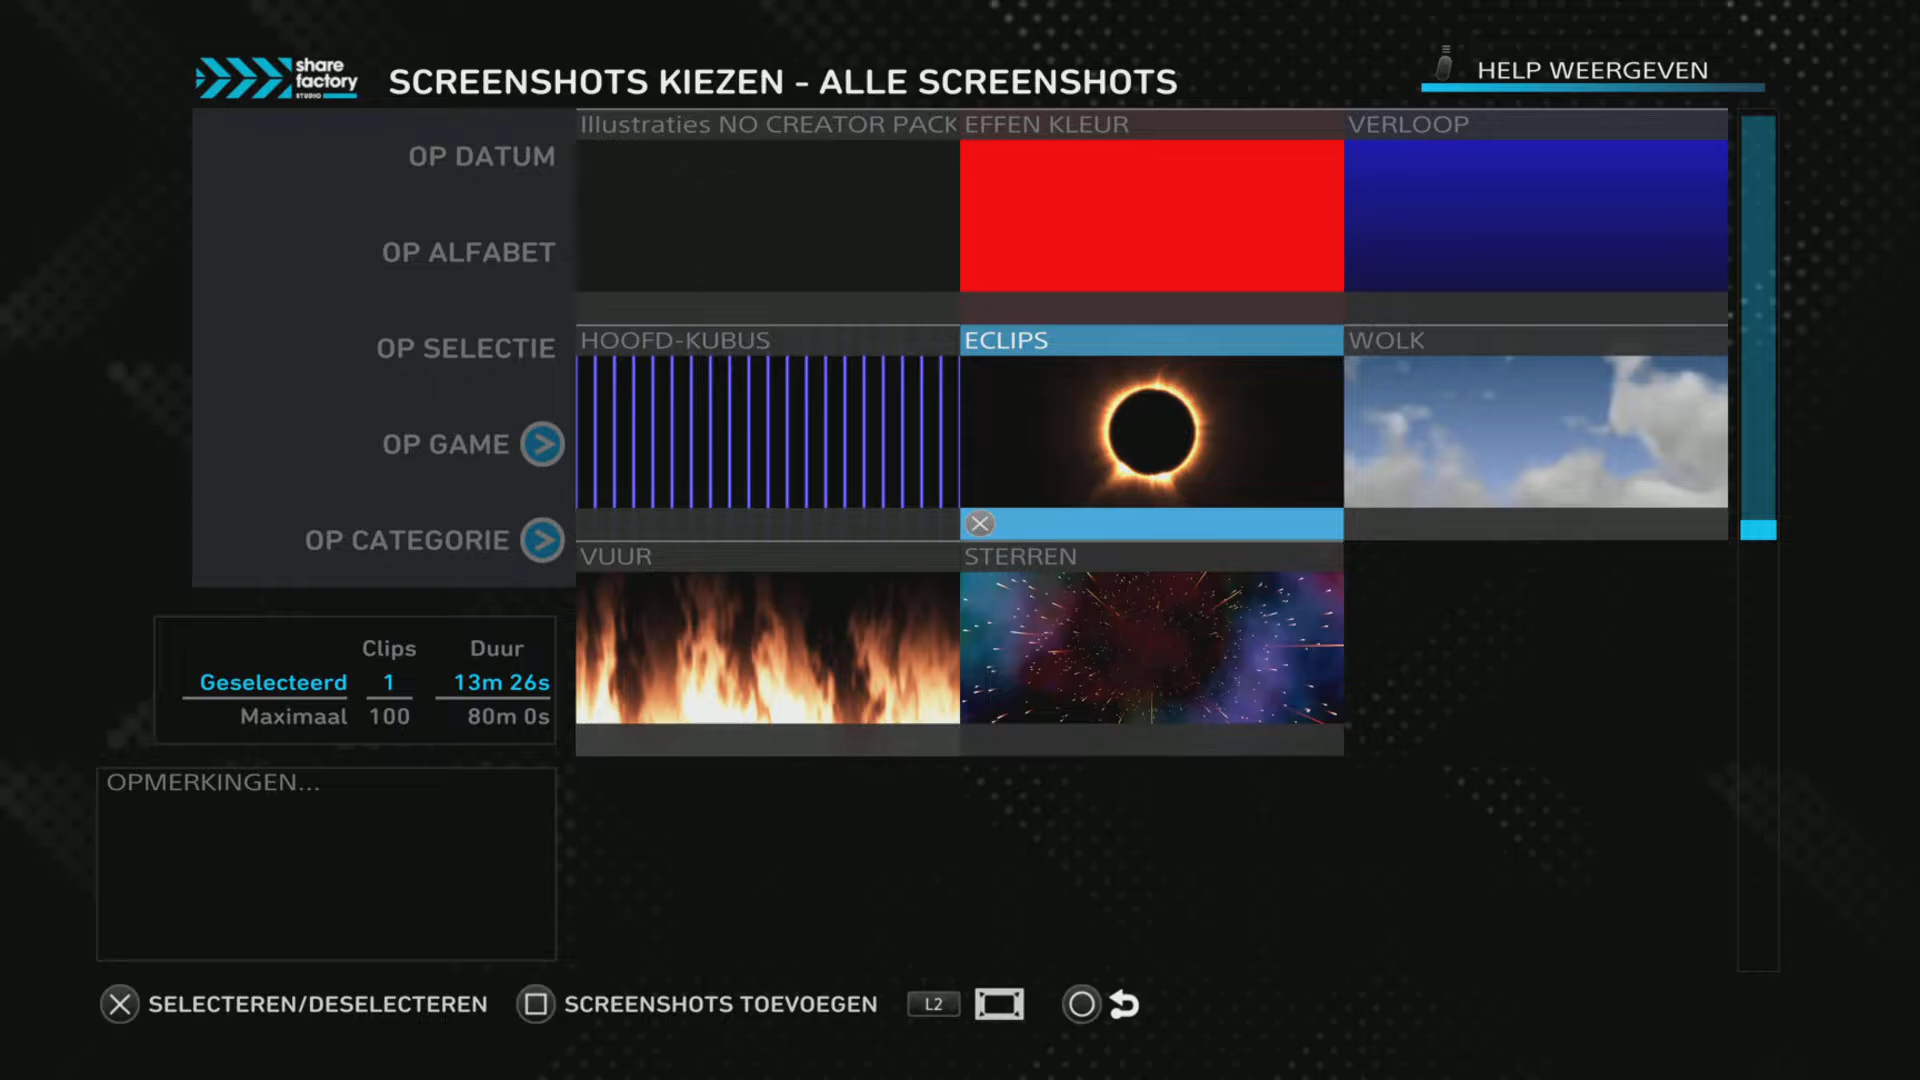 share
factory
STUDIO
SCREENSHOTS KIEZEN - ALLE SCREENSHOTS
HELP WEERGEVEN
OP DATUM
OP ALFABET
OP SELECTIE
OP GAME
OP CATEGORIE
Illustraties NO CREATOR PACK
EFFEN KLEUR
VERLOOP
HOOFD-KUBUS
ECLIPS
WOLK
VUUR
STERREN
Clips Duur
Geselecteerd 1 13m 26s
Maximaal 100 80m 0s
OPMERKINGEN...
SELECTEREN/DESELECTEREN
SCREENSHOTS TOEVOEGEN
L2